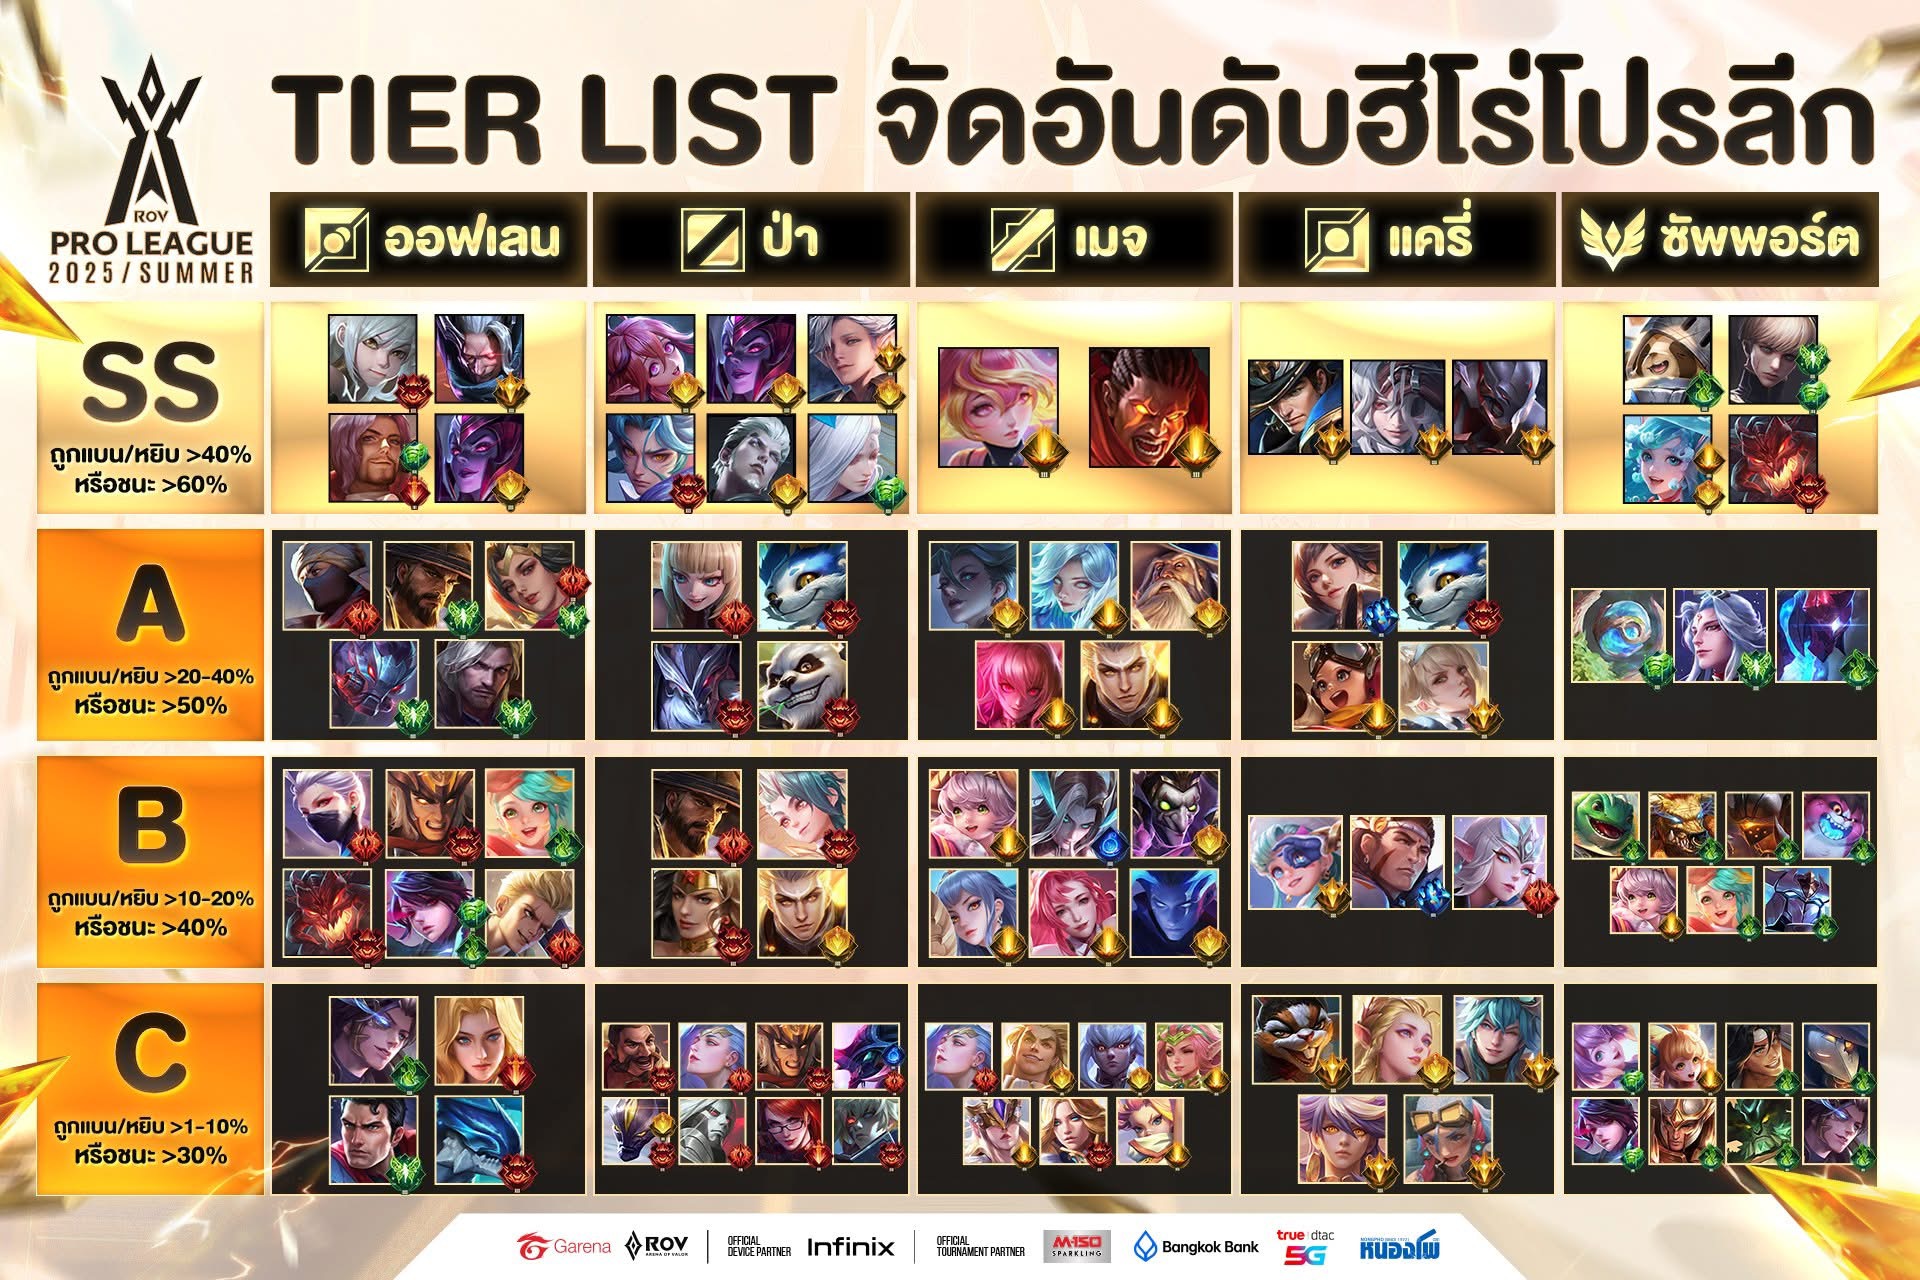 TIER LIST จัดอันดับฮีโร่โปรลีก
ROV
PRO LEAGUE
2025/SUMMER
ออฟเลน
ป่า
เมจ
แครี่
ซัพพอร์ต
SS
ถูกแบน/หยิบ >40%
หรือชนะ >60%
A
ถูกแบน/หยิบ >20-40%
หรือชนะ >50%
B
ถูกแบน/หยิบ >10-20%
หรือชนะ >40%
C
ถูกแบน/หยิบ >1-10%
หรือชนะ >30%
Garena
ROV
ARENA OF VALOR
OFFICIAL
DEVICE PARTNER
Infinix
OFFICIAL
TOURNAMENT PARTNER
M-150
SPARKLING
Bangkok Bank
true dtac
5G
หนองโพ